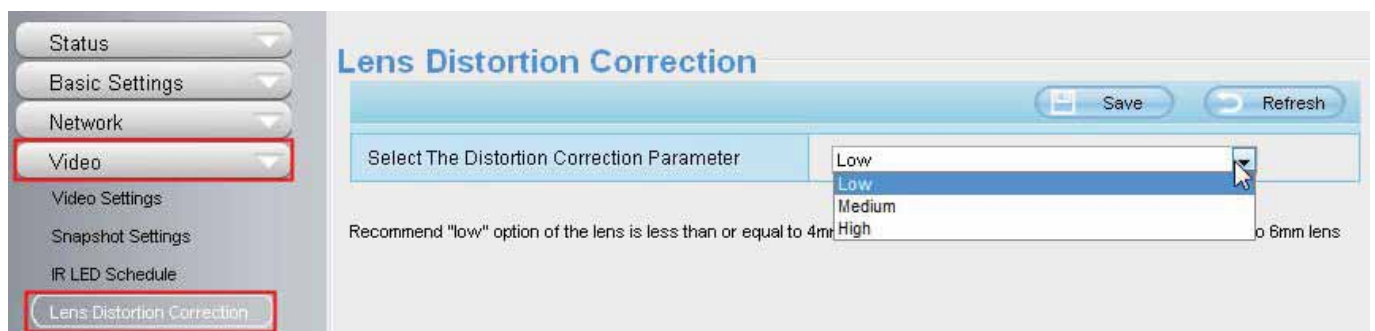 Status
Basic Settings
Network
Video
Video Settings
Snapshot Settings
IR LED Schedule
Lens Distortion Correction
Lens Distortion Correction
Save Refresh
Select The Distortion Correction Parameter Low
Low
Medium
High
Recommend "low" option of the lens is less than or equal to o 6mm lens